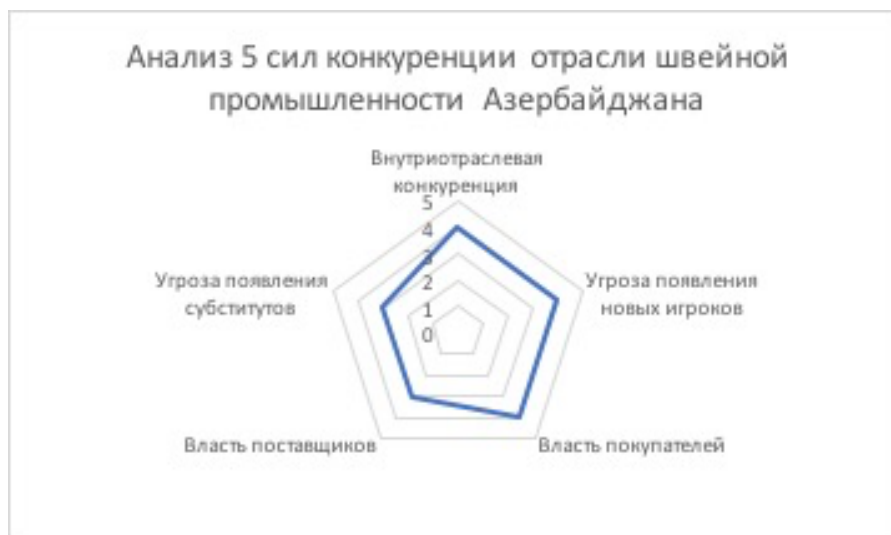 Анализ 5 сил конкуренции отрасли швейной
промышленности Азербайджана
Внутриотраслевая
конкуренция
5
4
3
2
1
0
Угроза появления
новых игроков
Власть покупателей
Власть поставщиков
Угроза появления
субститутов